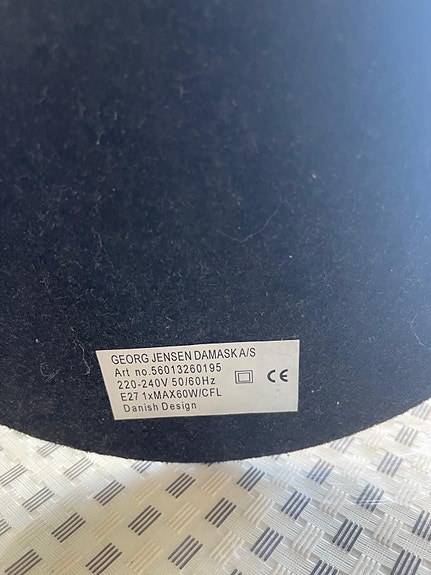 GEORG JENSEN DAMASK A/S
Art no.56013260195
220-240V 50/60Hz CE
E27 1xMAX60W/CFL
Danish Design